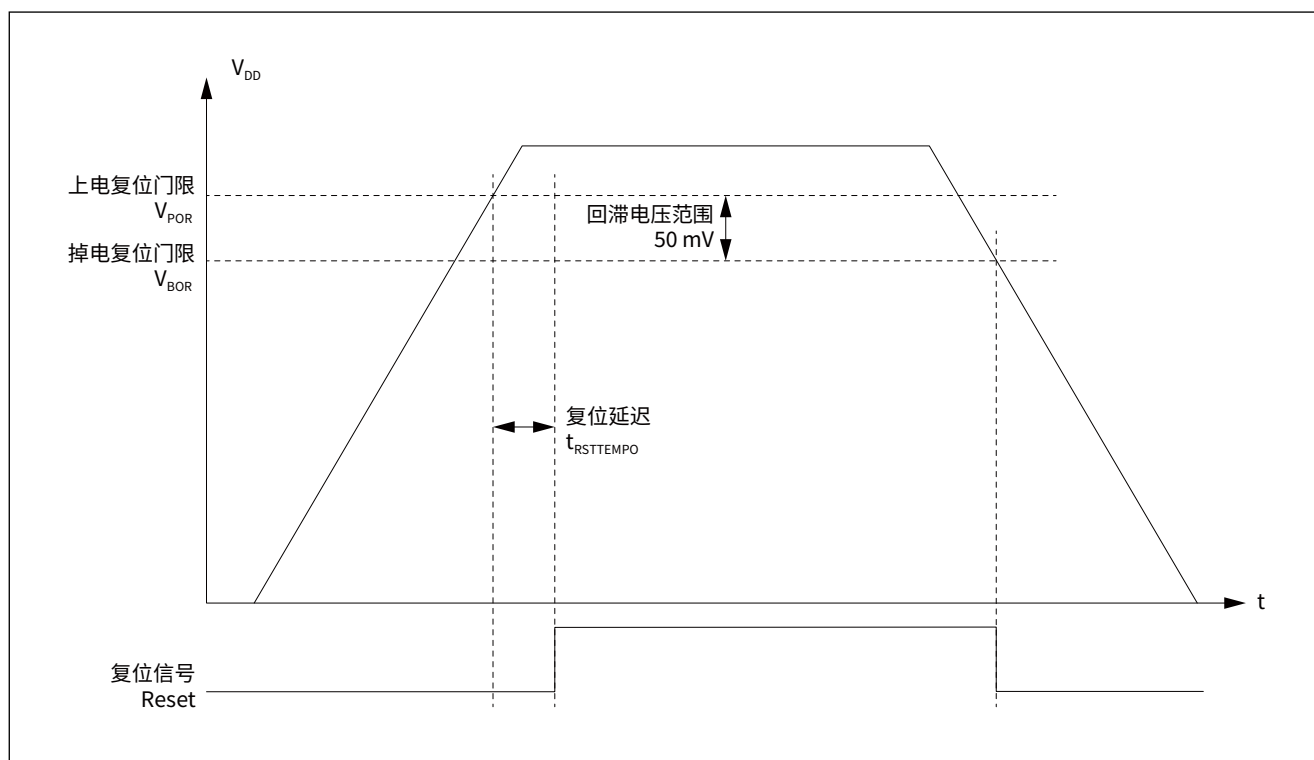 V_DD
上电复位门限
V_POR
回滞电压范围
50 mV
掉电复位门限
V_BOR
复位延迟
t_RSTTEMPO
t
复位信号
Reset